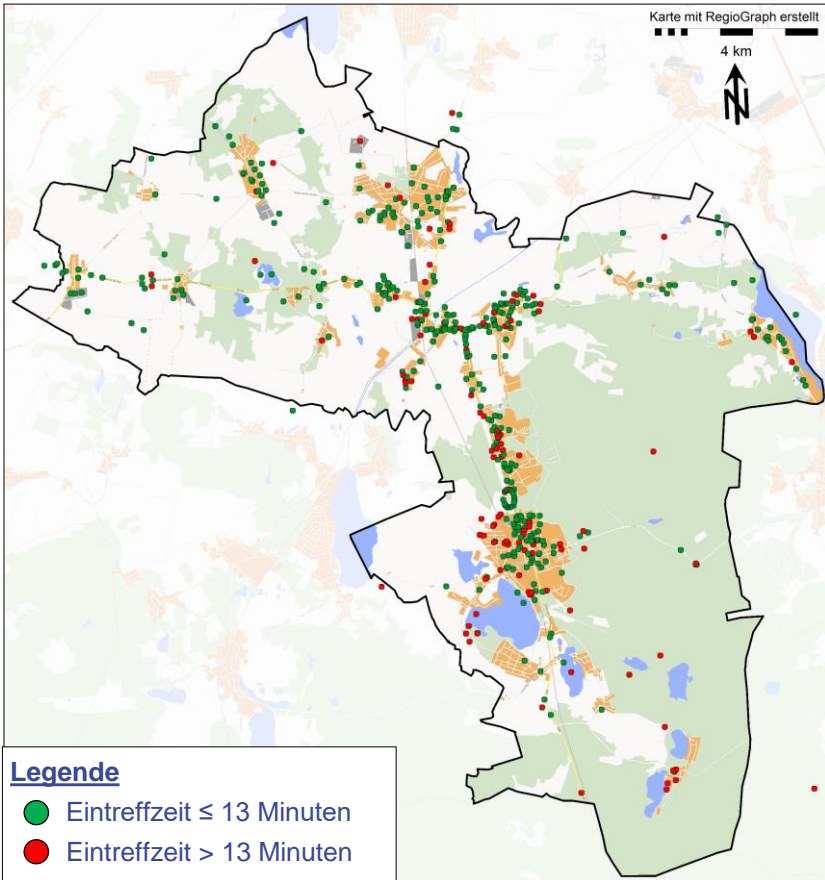 Karte mit RegioGraph erstellt
4 km
N
Legende
Eintreffzeit ≤ 13 Minuten
Eintreffzeit > 13 Minuten